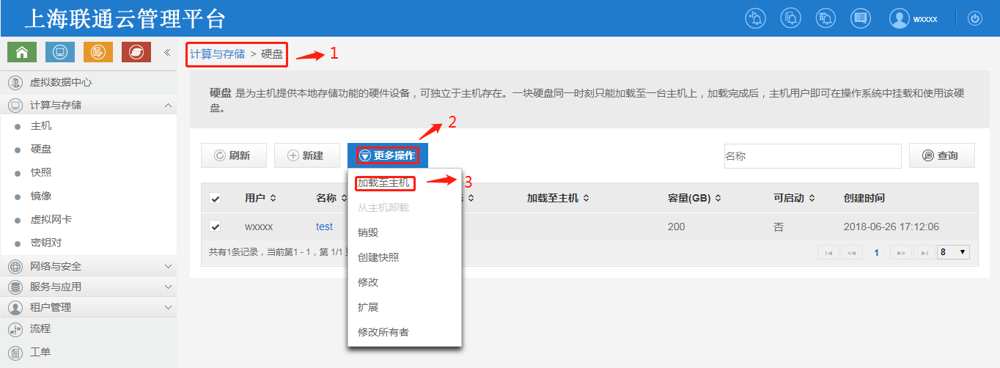 上海联通云管理平台
wxxxx
计算与存储 > 硬盘
1
虚拟数据中心
计算与存储
主机
硬盘
快照
镜像
虚拟网卡
密钥对
网络与安全
服务与应用
租户管理
流程
工单
硬盘 是为主机提供本地存储功能的硬件设备，可独立于主机存在。一块硬盘同一时刻只能加载至一台主机上，加载完成后，主机用户即可在操作系统中挂载和使用该硬
盘。
2
刷新 新建 更多操作 名称 查询
加载至主机
3
从主机卸载
销毁
创建快照
修改
扩展
修改所有者
用户 名称 加载至主机 容量(GB) 可启动 创建时间
wxxxx test 200 否 2018-06-26 17:12:06
共有1条记录，当前第1 - 1，第 1/1 1 8